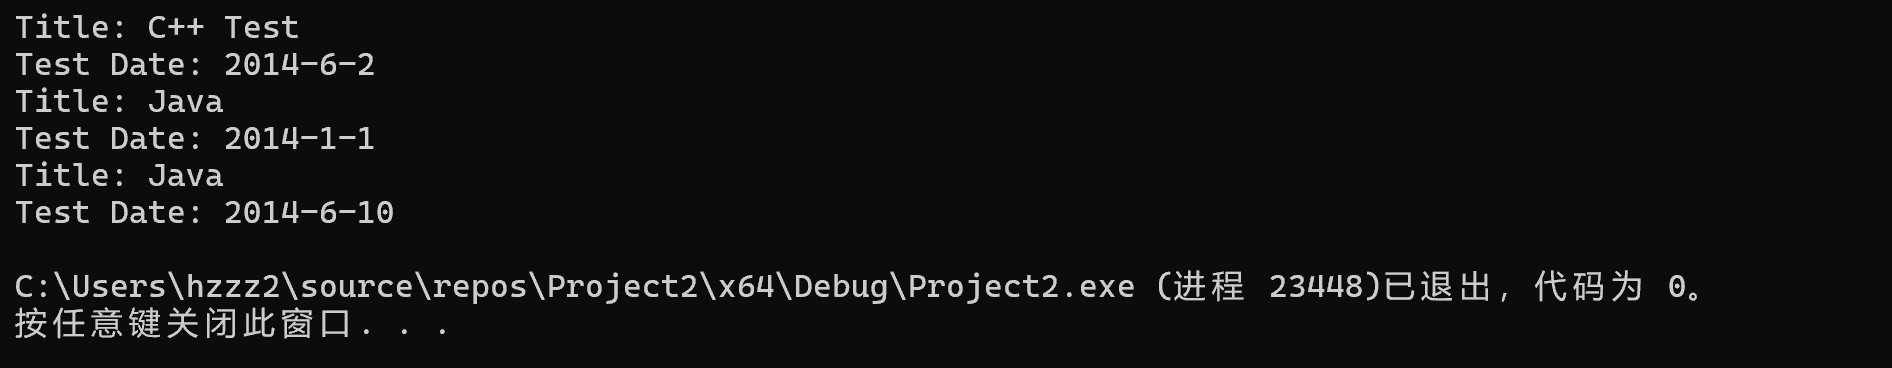 Title: C++ Test
Test Date: 2014-6-2
Title: Java
Test Date: 2014-1-1
Title: Java
Test Date: 2014-6-10
C:\Users\hzzz2\source\repos\Project2\x64\Debug\Project2.exe (进程 23448)已退出，代码为 0。
按任意键关闭此窗口. . .